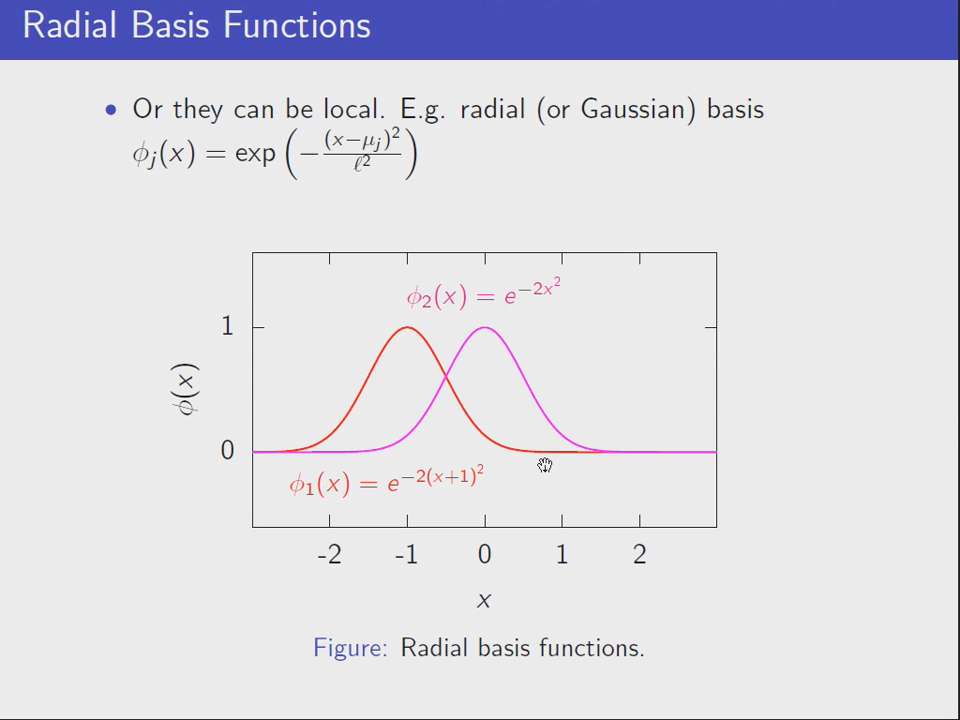 Radial Basis Functions
• Or they can be local. E.g. radial (or Gaussian) basis
ϕⱼ(x) = exp(−(x−μⱼ)²/ℓ²)
ϕ₂(x) = e^{−2x²}
1
ϕ(x)
0
ϕ₁(x) = e^{−2(x+1)²}
-2 -1 0 1 2
x
Figure: Radial basis functions.